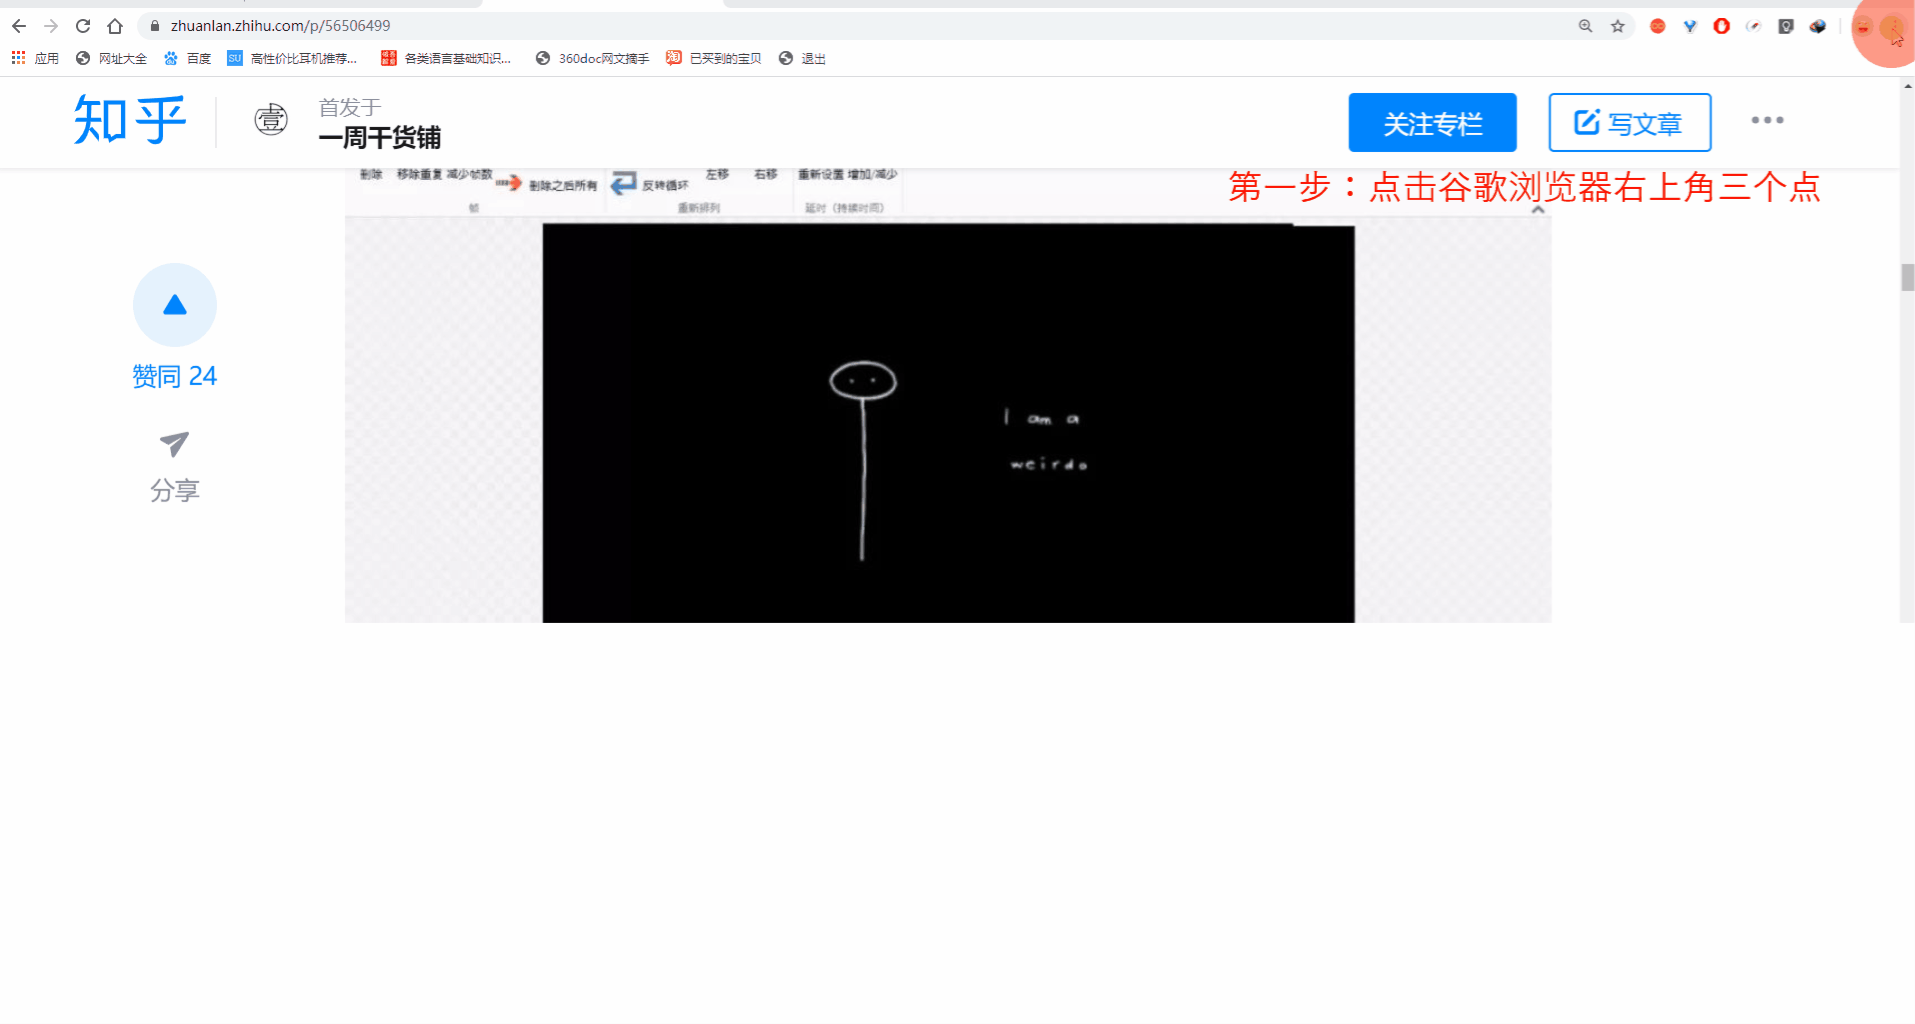 zhuanlan.zhihu.com/p/56506499
应用 网址大全 百度 SU 高性价比耳机推荐... 各类语言基础知识... 360doc网文摘手 淘 已买到的宝贝 退出
知乎 壹 首发于
一周干货铺
关注专栏 写文章
删除 移除重复 减少帧数 删除之后所有 反转循环 左移 右移 重新设置 增加/减少
帧 重新排列 延时（持续时间）
第一步：点击谷歌浏览器右上角三个点
I am a
weirdo
赞同 24
分享